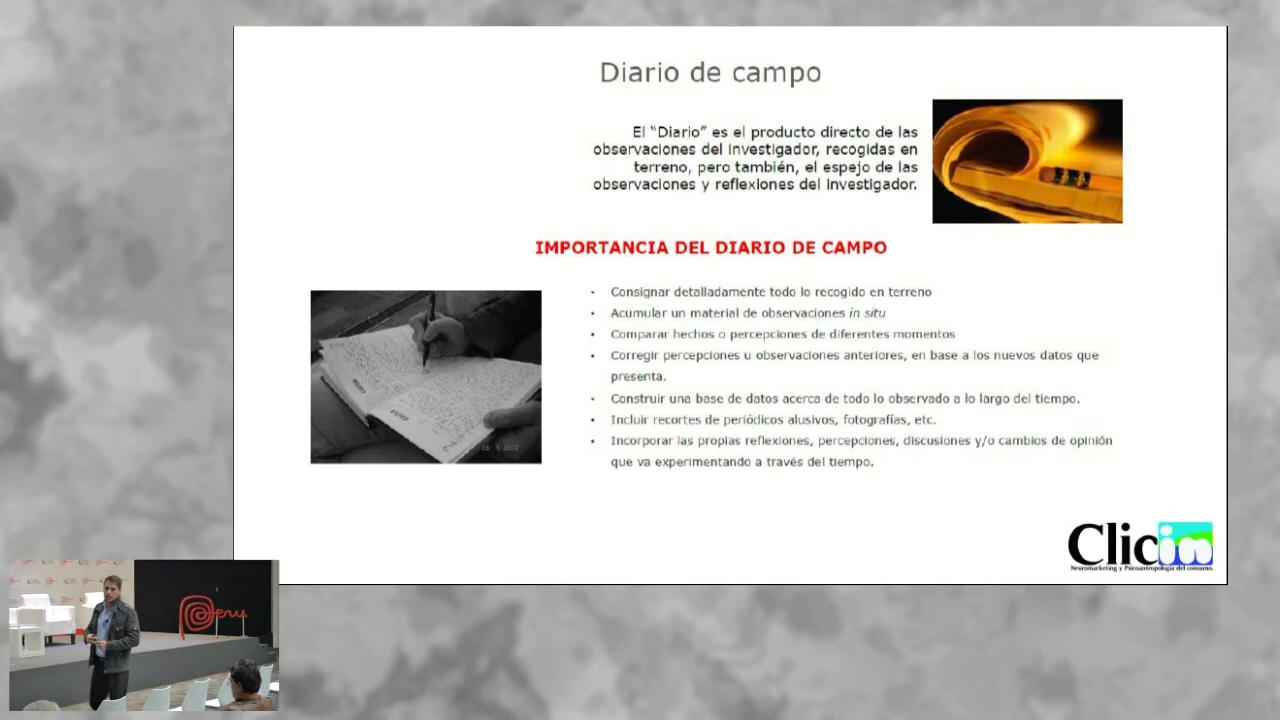 Diario de campo
El “Diario” es el producto directo de las
observaciones del investigador, recogidas en
terreno, pero también, el espejo de las
observaciones y reflexiones del investigador.
IMPORTANCIA DEL DIARIO DE CAMPO
• Consignar detalladamente todo lo recogido en terreno
• Acumular un material de observaciones in situ
• Comparar hechos o percepciones de diferentes momentos
• Corregir percepciones u observaciones anteriores, en base a los nuevos datos que
presenta.
• Construir una base de datos acerca de todo lo observado a lo largo del tiempo.
• Incluir recortes de periódicos alusivos, fotografías, etc.
• Incorporar las propias reflexiones, percepciones, discusiones y/o cambios de opinión
que va experimentando a través del tiempo.
Clicin
Neuromarketing y Psicoantropología del consumo.
Peru